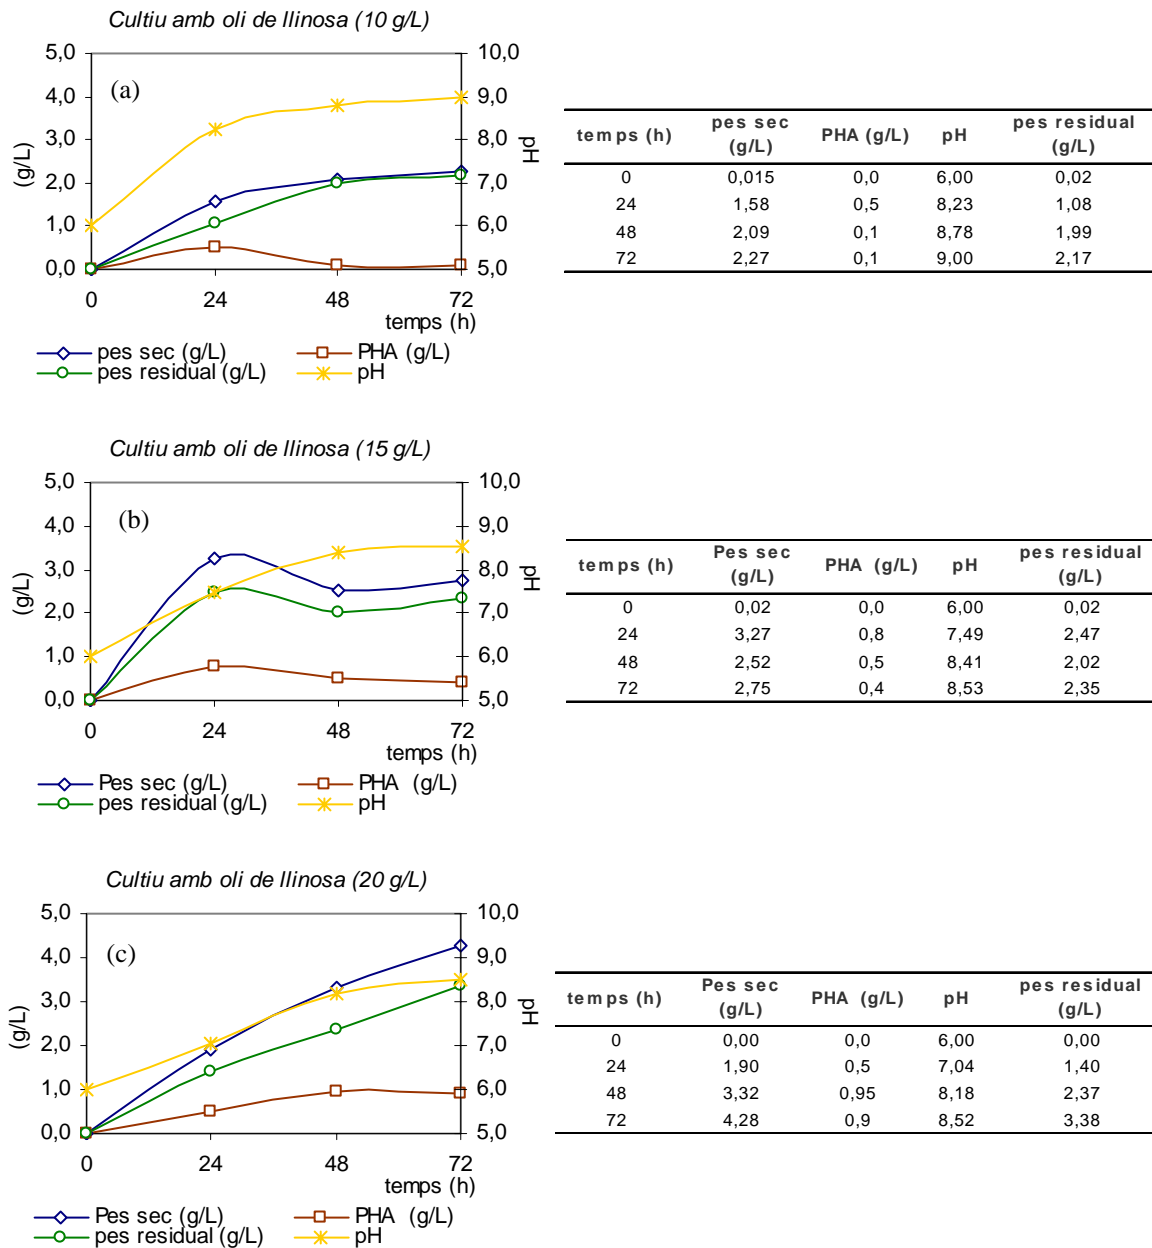 Cultiu amb oli de llinosa (10 g/L)
5,0
4,0
3,0
2,0
1,0
0,0
(g/L)
(a)
10,0
9,0
8,0
7,0
6,0
5,0
pH
0 24 48 72
temps (h)
pes sec (g/L) PHA (g/L)
pes residual (g/L) pH
temps (h) pes sec (g/L) PHA (g/L) pH pes residual (g/L)
0 0,015 0,0 6,00 0,02
24 1,58 0,5 8,23 1,08
48 2,09 0,1 8,78 1,99
72 2,27 0,1 9,00 2,17
Cultiu amb oli de llinosa (15 g/L)
5,0
4,0
3,0
2,0
1,0
0,0
(g/L)
(b)
10,0
9,0
8,0
7,0
6,0
5,0
pH
0 24 48 72
temps (h)
Pes sec (g/L) PHA (g/L)
pes residual (g/L) pH
temps (h) Pes sec (g/L) PHA (g/L) pH pes residual (g/L)
0 0,02 0,0 6,00 0,02
24 3,27 0,8 7,49 2,47
48 2,52 0,5 8,41 2,02
72 2,75 0,4 8,53 2,35
Cultiu amb oli de llinosa (20 g/L)
5,0
4,0
3,0
2,0
1,0
0,0
(g/L)
(c)
10,0
9,0
8,0
7,0
6,0
5,0
pH
0 24 48 72
temps (h)
Pes sec (g/L) PHA (g/L)
pes residual (g/L) pH
temps (h) Pes sec (g/L) PHA (g/L) pH pes residual (g/L)
0 0,00 0,0 6,00 0,00
24 1,90 0,5 7,04 1,40
48 3,32 0,95 8,18 2,37
72 4,28 0,9 8,52 3,38